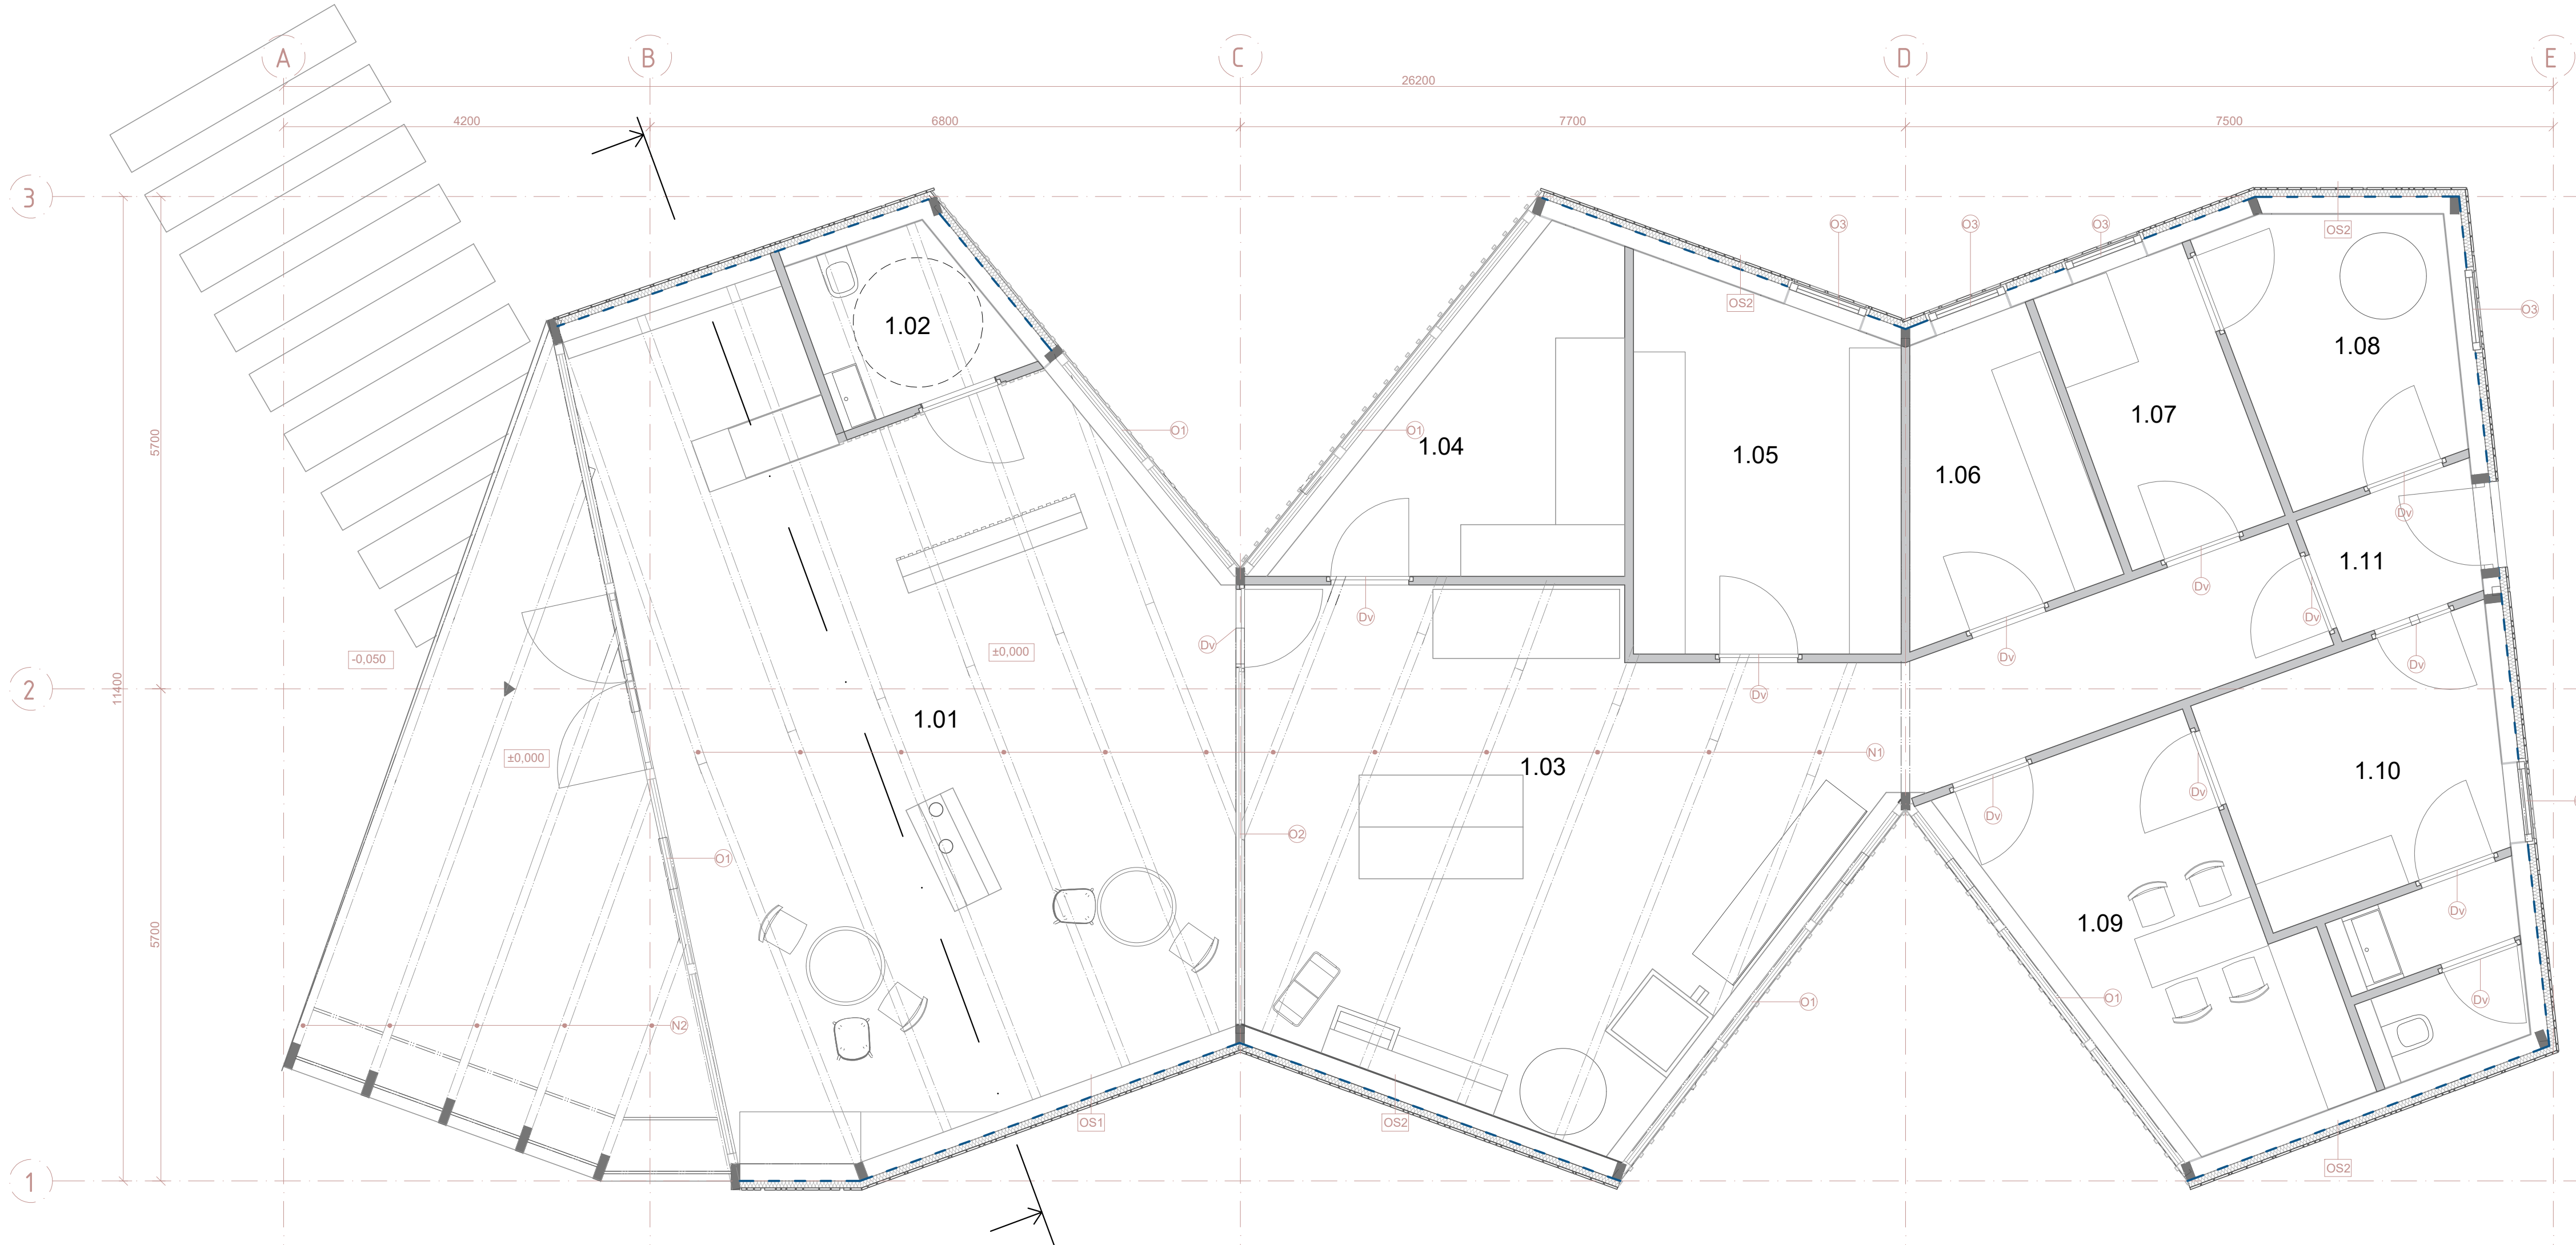 A B C D E
26200
4200 6800 7700 7500
3
O3 O3 O3 OS2
OS2 O3
1.02
1.08
1.07
O1 O1
1.04 1.05
1.06
5700
Dv
1.11
Dv
Dv Dv
Dv Dv
±0,000
-0,050
Dv
Dv
2
11400
Dv
1.01
N1
±0,000
1.03
1.10
Dv
Dv
O2
O1
Dv
1.09
5700
O1 O1 Dv
N2
OS1 OS2
OS2
1